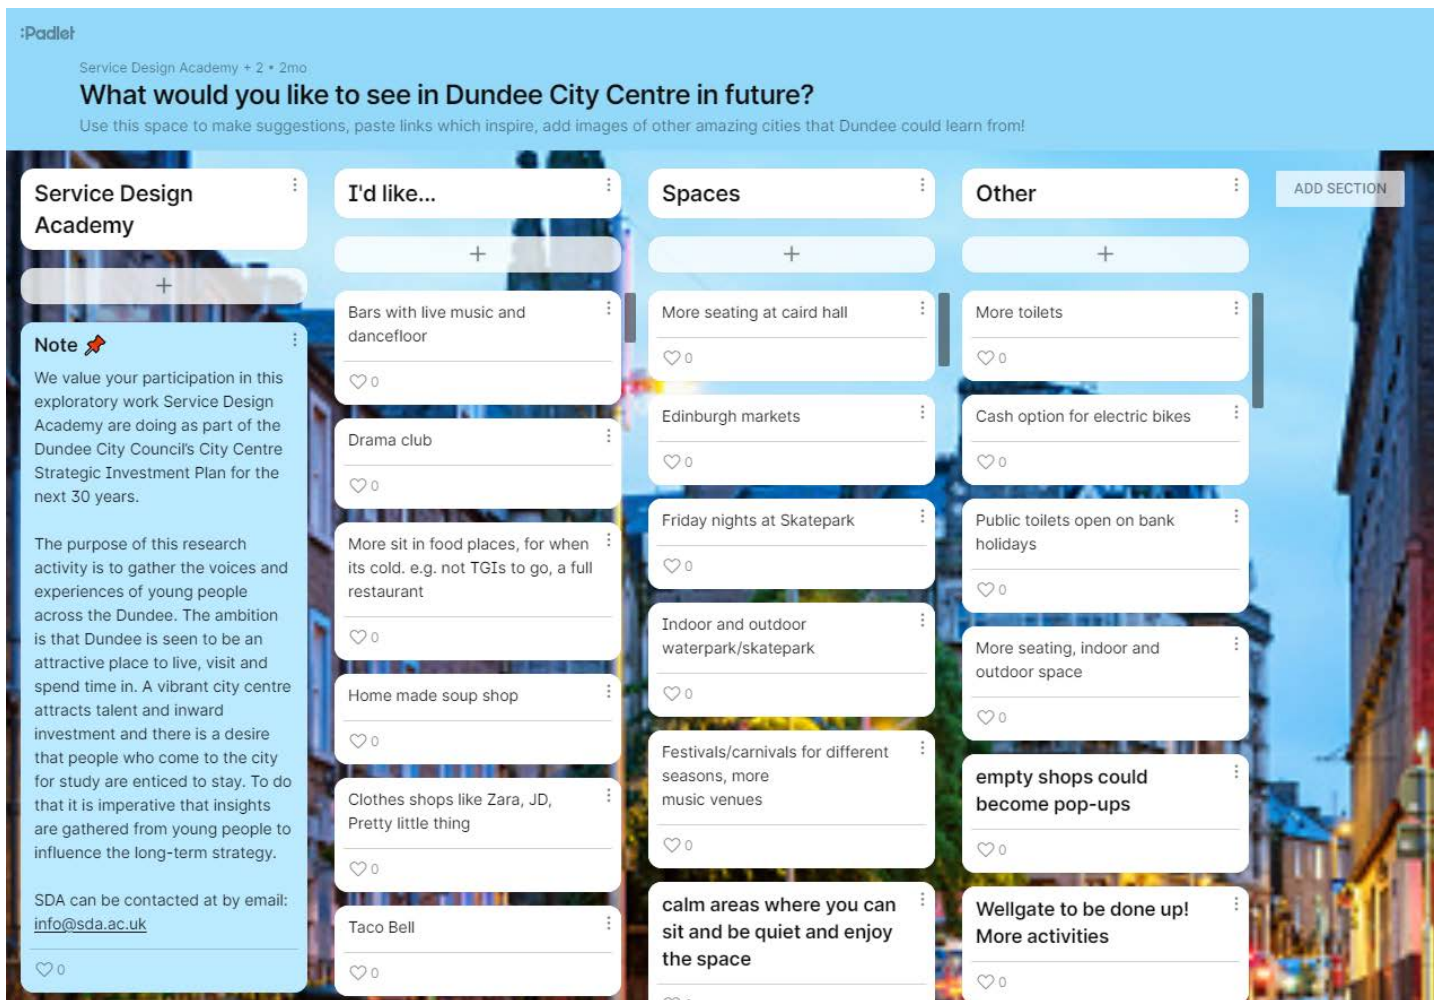 :Padlet
Service Design Academy + 2 • 2mo
What would you like to see in Dundee City Centre in future?
Use this space to make suggestions, paste links which inspire, add images of other amazing cities that Dundee could learn from!
Service Design
Academy
+
Note 📌
We value your participation in this
exploratory work Service Design
Academy are doing as part of the
Dundee City Council's City Centre
Strategic Investment Plan for the
next 30 years.
The purpose of this research
activity is to gather the voices and
experiences of young people
across the Dundee. The ambition
is that Dundee is seen to be an
attractive place to live, visit and
spend time in. A vibrant city centre
attracts talent and inward
investment and there is a desire
that people who come to the city
for study are enticed to stay. To do
that it is imperative that insights
are gathered from young people to
influence the long-term strategy.
SDA can be contacted at by email:
info@sda.ac.uk
0
I'd like...
+
Bars with live music and
dancefloor
0
Drama club
0
More sit in food places, for when
its cold. e.g. not TGIs to go, a full
restaurant
0
Home made soup shop
0
Clothes shops like Zara, JD,
Pretty little thing
0
Taco Bell
0
Spaces
+
More seating at caird hall
0
Edinburgh markets
0
Friday nights at Skatepark
0
Indoor and outdoor
waterpark/skatepark
0
Festivals/carnivals for different
seasons, more
music venues
0
calm areas where you can
sit and be quiet and enjoy
the space
Other
+
More toilets
0
Cash option for electric bikes
0
Public toilets open on bank
holidays
0
More seating, indoor and
outdoor space
0
empty shops could
become pop-ups
0
Wellgate to be done up!
More activities
0
ADD SECTION